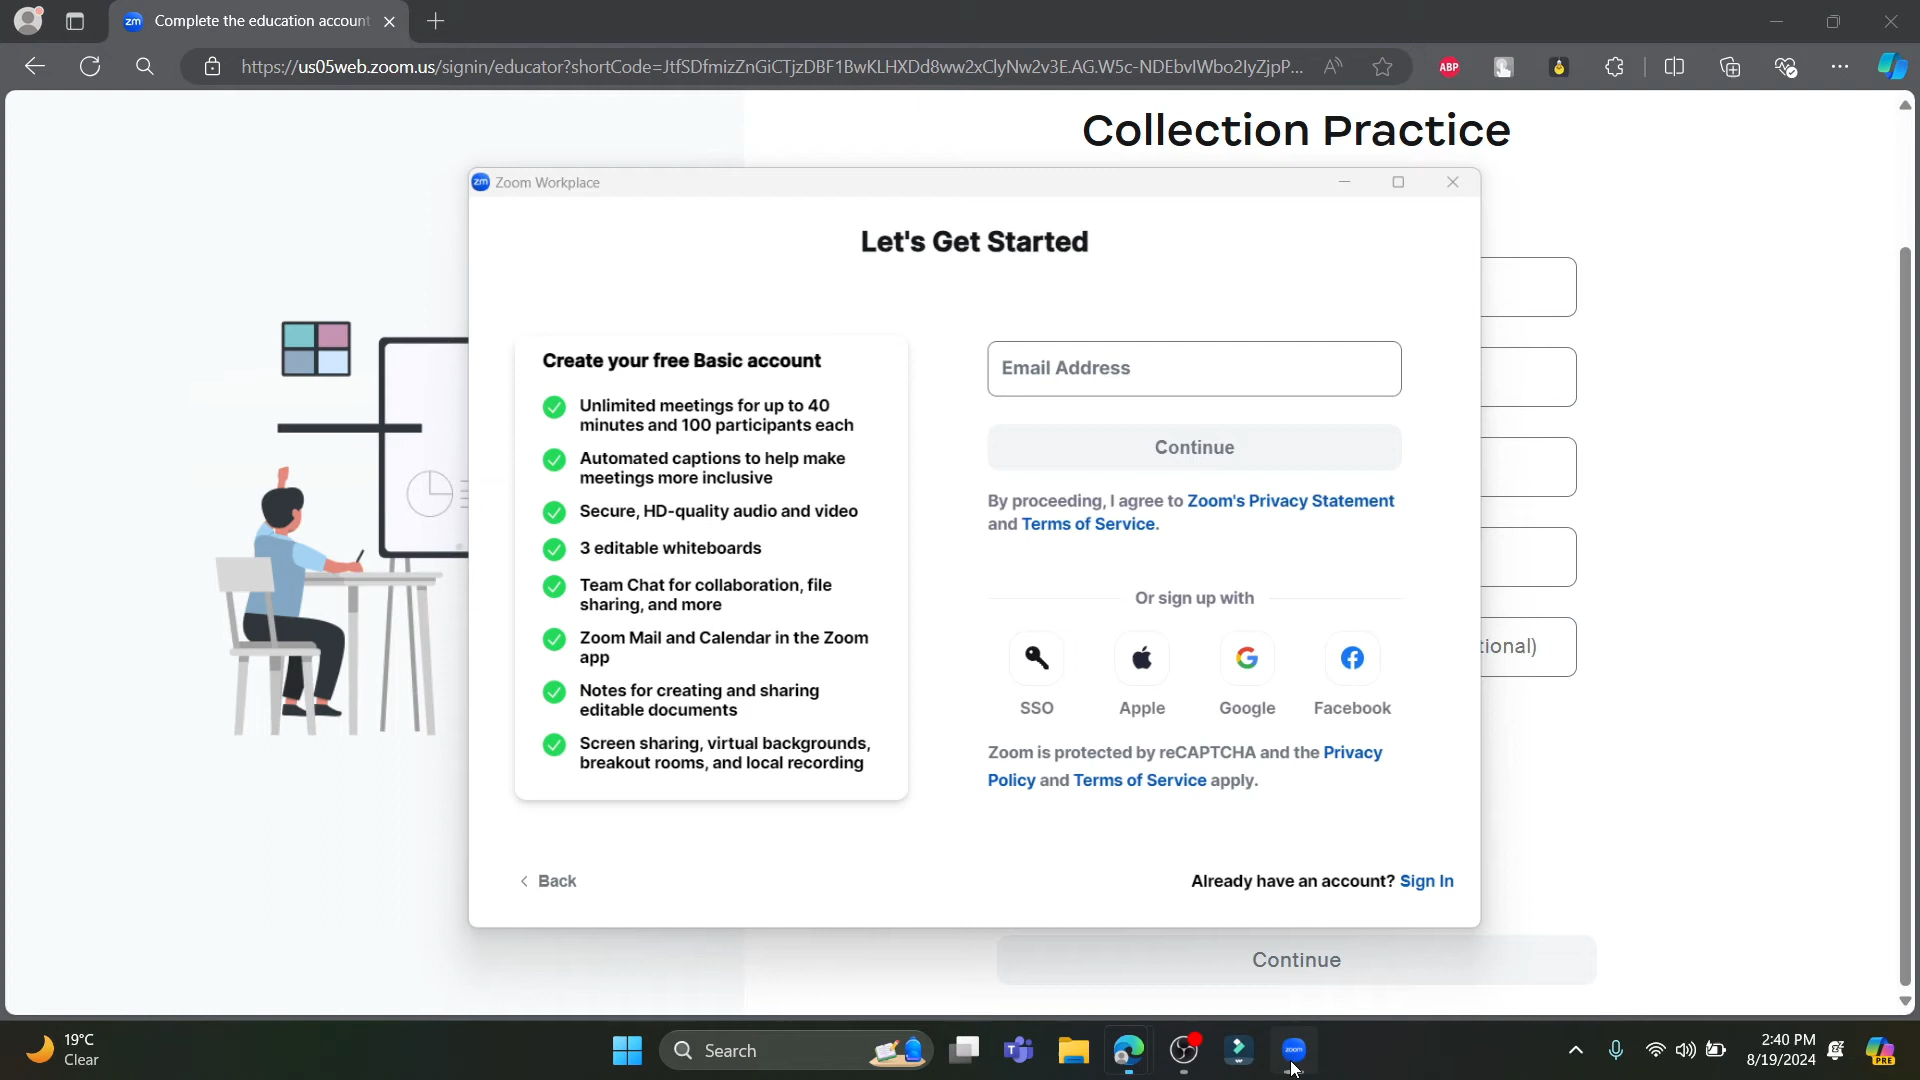 zm Complete the education account
https://us05web.zoom.us/signin/educator?shortCode=JtfSDfmizZnGiCTjzDBF1BwKLHXDd8ww2xClyNw2v3E.AG.W5c-NDEbvIWbo2IyZjpP...
ABP
Collection Practice
zm Zoom Workplace
Let's Get Started
Create your free Basic account
Unlimited meetings for up to 40
minutes and 100 participants each
Automated captions to help make
meetings more inclusive
Secure, HD-quality audio and video
3 editable whiteboards
Team Chat for collaboration, file
sharing, and more
Zoom Mail and Calendar in the Zoom
app
Notes for creating and sharing
editable documents
Screen sharing, virtual backgrounds,
breakout rooms, and local recording
Email Address
Continue
By proceeding, I agree to Zoom's Privacy Statement
and Terms of Service.
Or sign up with
SSO Apple Google Facebook
Zoom is protected by reCAPTCHA and the Privacy
Policy and Terms of Service apply.
Back
Already have an account? Sign In
tional)
Continue
19°C
Clear
Search
zoom
2:40 PM
8/19/2024
PRE